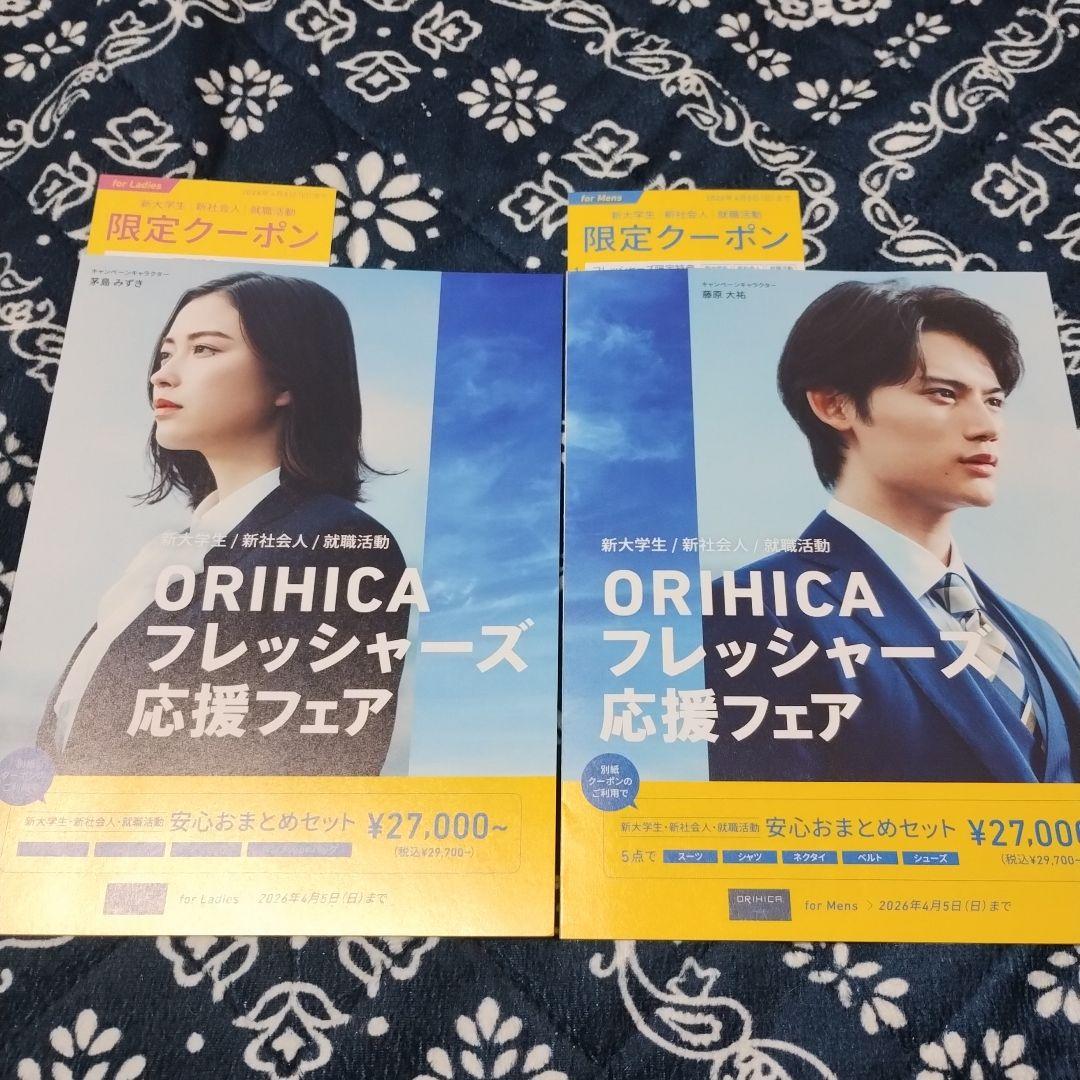 for Ladies
新大学生 新社会人 就職活動
限定クーポン
キャンペーンキャラクター
茅島 みずき
新大学生 / 新社会人 / 就職活動
ORIHICA
フレッシャーズ
応援フェア
別紙
クーポンの
ご利用で
新大学生・新社会人・就職活動 安心おまとめセット ¥27,000~
(税込¥29,700~)
for Ladies 2026年4月5日(日)まで
for Mens
新大学生 新社会人 就職活動
限定クーポン
キャンペーンキャラクター
藤原 大祐
新大学生 / 新社会人 / 就職活動
ORIHICA
フレッシャーズ
応援フェア
別紙
クーポンの
ご利用で
新大学生・新社会人・就職活動 安心おまとめセット ¥27,000
5点で スーツ シャツ ネクタイ ベルト シューズ (税込¥29,700~
ORIHICA for Mens > 2026年4月5日(日)まで